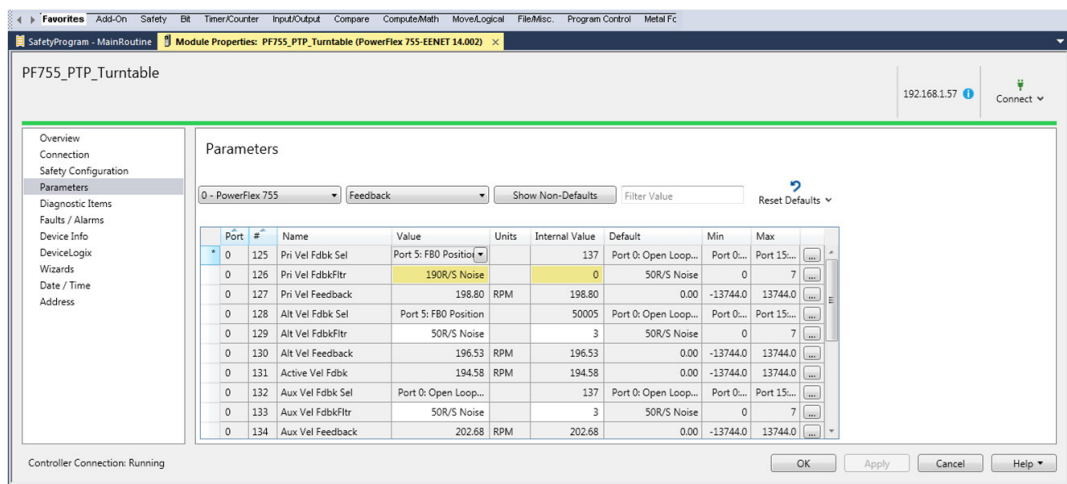 Favorites Add-On Safety Bit Timer/Counter Input/Output Compare Compute/Math Move/Logical File/Misc. Program Control Metal Fc
SafetyProgram - MainRoutine Module Properties: PF755_PTP_Turntable (PowerFlex 755-EENET 14.002) ×
PF755_PTP_Turntable
192.168.1.57
Connect
Overview
Connection
Safety Configuration
Parameters
Diagnostic Items
Faults / Alarms
Device Info
DeviceLogix
Wizards
Date / Time
Address
Parameters
0 - PowerFlex 755 Feedback Show Non-Defaults Filter Value Reset Defaults
Port # Name Value Units Internal Value Default Min Max
* 0 125 Pri Vel Fdbk Sel Port 5: FB0 Position 137 Port 0: Open Loop... Port 0:... Port 15:... ...
0 126 Pri Vel FdbkFltr 190R/S Noise 0 50R/S Noise 0 7 ...
0 127 Pri Vel Feedback 198.80 RPM 198.80 0.00 -13744.0 13744.0 ...
0 128 Alt Vel Fdbk Sel Port 5: FB0 Position 50005 Port 0: Open Loop... Port 0:... Port 15:... ...
0 129 Alt Vel FdbkFltr 50R/S Noise 3 50R/S Noise 0 7 ...
0 130 Alt Vel Feedback 196.53 RPM 196.53 0.00 -13744.0 13744.0 ...
0 131 Active Vel Fdbk 194.58 RPM 194.58 0.00 -13744.0 13744.0 ...
0 132 Aux Vel Fdbk Sel Port 0: Open Loop... 137 Port 0: Open Loop... Port 0:... Port 15:... ...
0 133 Aux Vel FdbkFltr 50R/S Noise 3 50R/S Noise 0 7 ...
0 134 Aux Vel Feedback 202.68 RPM 202.68 0.00 -13744.0 13744.0 ...
Controller Connection: Running
OK Apply Cancel Help